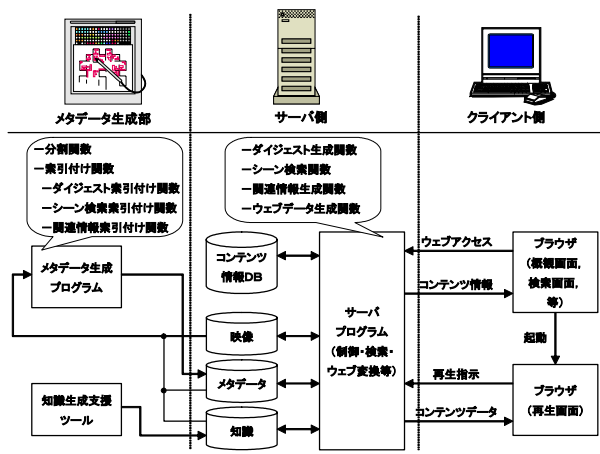 メタデータ生成部
サーバ側
クライアント側
－分割関数
－索引付け関数
－ダイジェスト索引付け関数
－シーン検索索引付け関数
－関連情報索引付け関数
－ダイジェスト生成関数
－シーン検索関数
－関連情報生成関数
－ウェブデータ生成関数
メタデータ生成
プログラム
知識生成支援
ツール
コンテンツ
情報DB
映像
メタデータ
知識
サーバ
プログラム
（制御・検索・
ウェブ変換等）
ウェブアクセス
コンテンツ情報
再生指示
コンテンツデータ
ブラウザ
（概観画面，
検索画面，
等）
起動
ブラウザ
（再生画面）